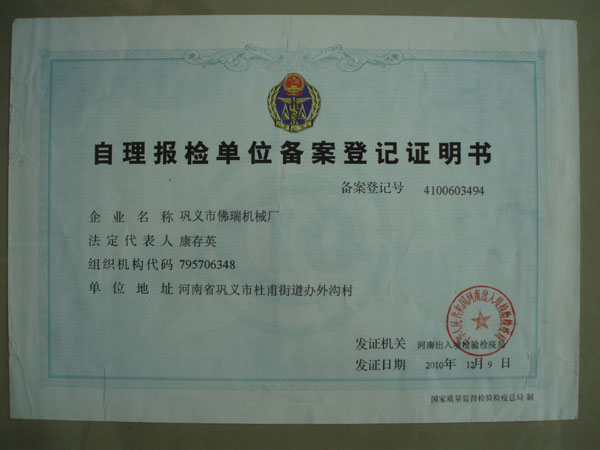 自理报检单位备案登记证明书
备案登记号 4100603494
企业名称 巩义市佛瑞机械厂
法定代表人 康存英
组织机构代码 795706348
单位地址 河南省巩义市杜甫街道办外沟村
发证机关 河南出入境检验检疫局
发证日期 2010年 12月 9日
国家质量监督检验检疫总局 制